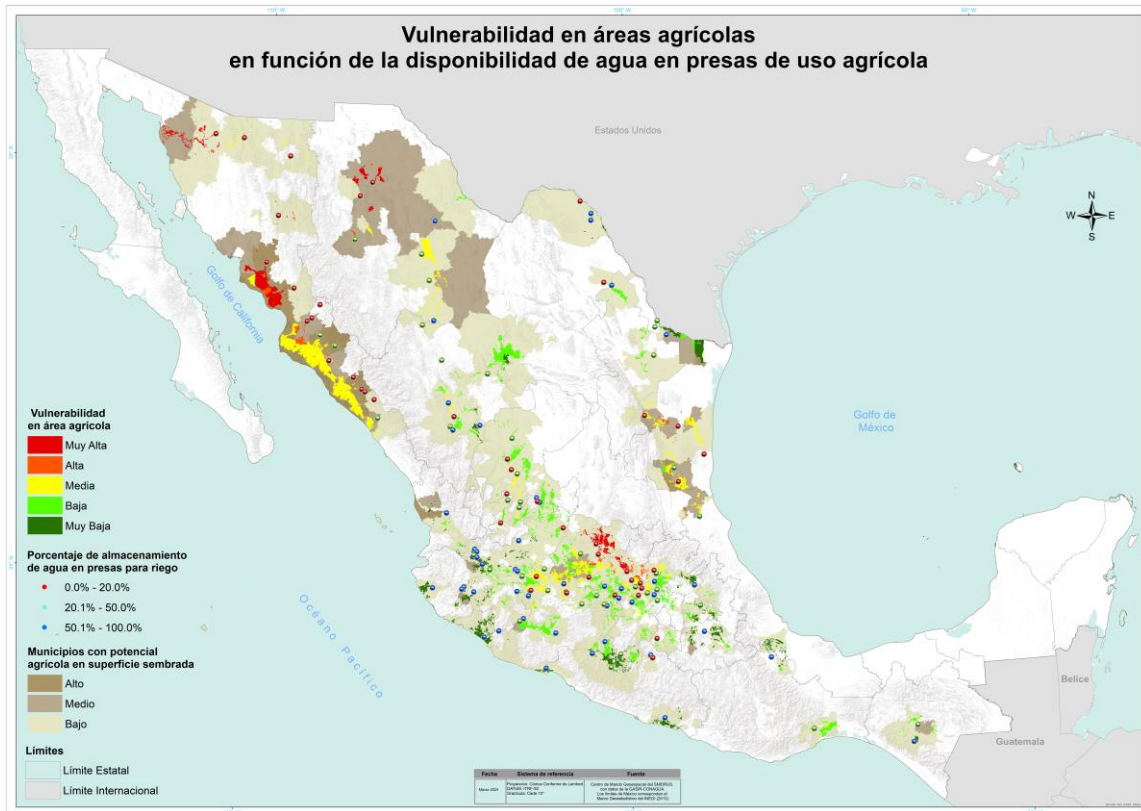 Vulnerabilidad en áreas agrícolas
en función de la disponibilidad de agua en presas de uso agrícola
Estados Unidos
N
W E
S
Golfo de California
Golfo de
México
Océano Pacífico
Belice
Guatemala
Vulnerabilidad
en área agrícola
Muy Alta
Alta
Media
Baja
Muy Baja
Porcentaje de almacenamiento
de agua en presas para riego
0.0% - 20.0%
20.1% - 50.0%
50.1% - 100.0%
Municipios con potencial
agrícola en superficie sembrada
Alto
Medio
Bajo
Límites
Límite Estatal
Límite Internacional
Fecha Sistema de referencia Fuente